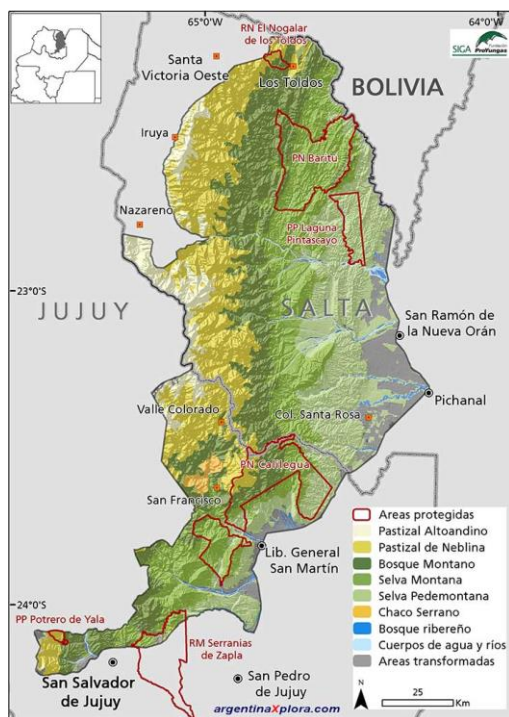 65°0'W
64°0'W
RN El Nogalar
de los Toldos
SIGA
Fundación
ProYungas
Santa
Victoria Oeste
Los Toldos
BOLIVIA
Iruya
PN Baritú
Nazareno
PP Laguna
Pintascayo
23°0'S
JUJUY
SALTA
San Ramón de
la Nueva Orán
Pichanal
Valle Colorado
Col. Santa Rosa
PN Calilegua
San Francisco
Lib. General
San Martín
24°0'S
PP Potrero de Yala
RM Serranias
de Zapla
San Salvador
de Jujuy
San Pedro
de Jujuy
Areas protegidas
Pastizal Altoandino
Pastizal de Neblina
Bosque Montano
Selva Montana
Selva Pedemontana
Chaco Serrano
Bosque ribereño
Cuerpos de agua y ríos
Areas transformadas
N
25
Km
argentinaXplora.com